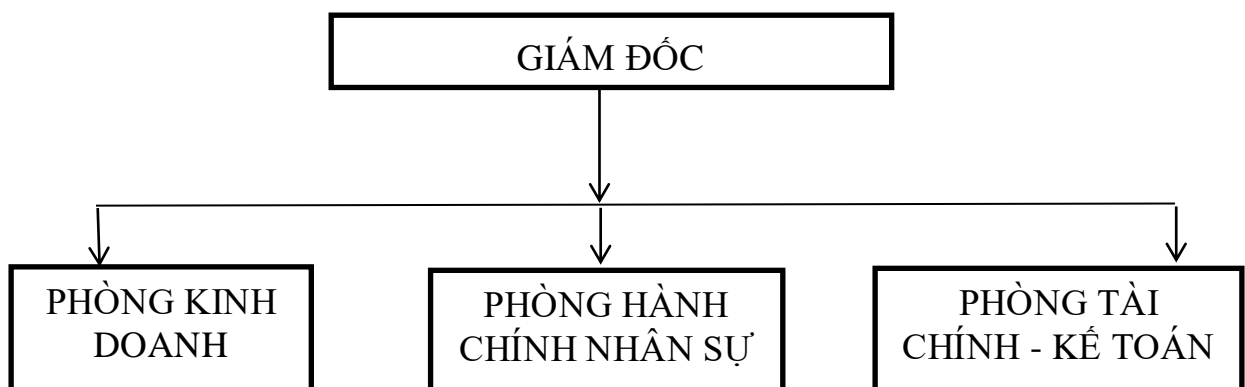 GIÁM ĐỐC
PHÒNG KINH
DOANH
PHÒNG HÀNH
CHÍNH NHÂN SỰ
PHÒNG TÀI
CHÍNH - KẾ TOÁN